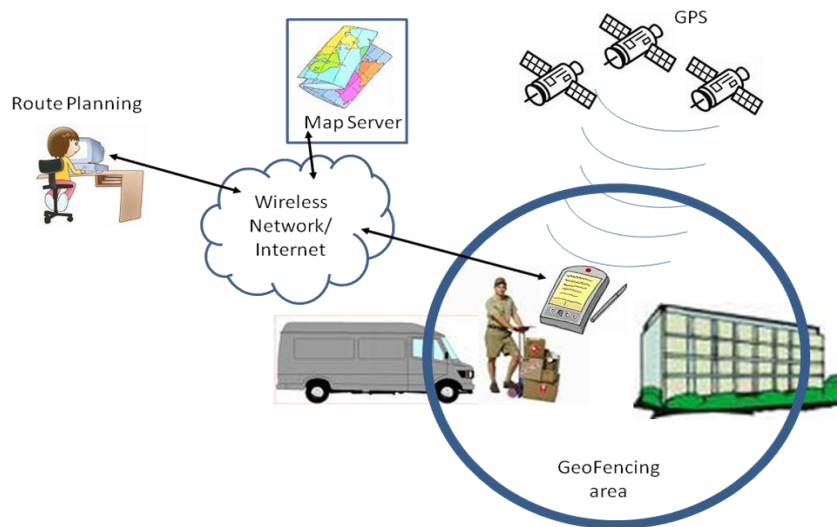 GPS
Route Planning
Map Server
Wireless
Network/
Internet
GeoFencing
area